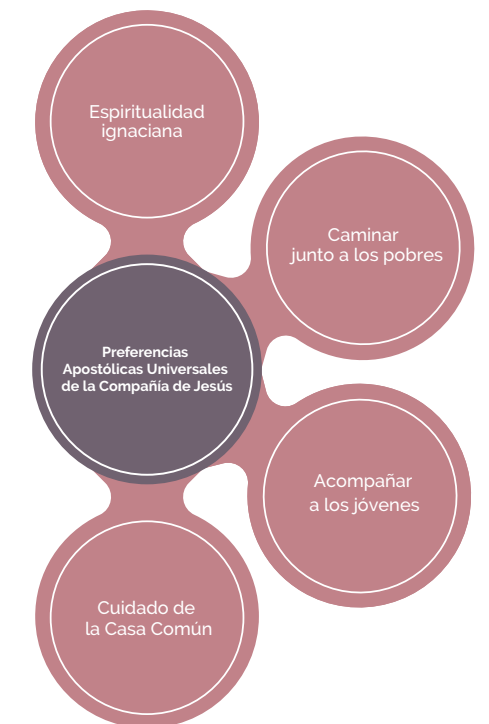 Espiritualidad
ignaciana
Caminar
junto a los pobres
Preferencias
Apostólicas Universales
de la Compañía de Jesús
Acompañar
a los jóvenes
Cuidado de
la Casa Común